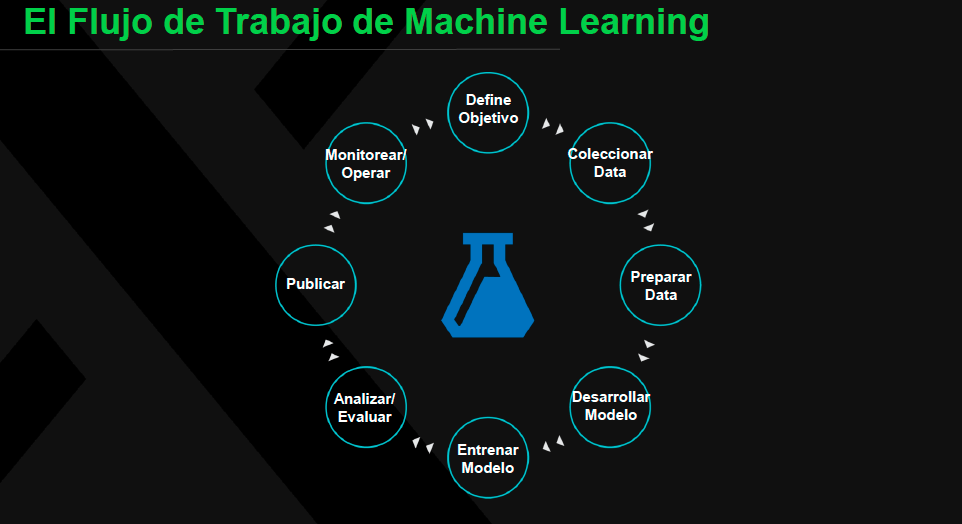 El Flujo de Trabajo de Machine Learning
Define
Objetivo
Coleccionar
Data
Preparar
Data
Desarrollar
Modelo
Entrenar
Modelo
Analizar/
Evaluar
Publicar
Monitorear/
Operar